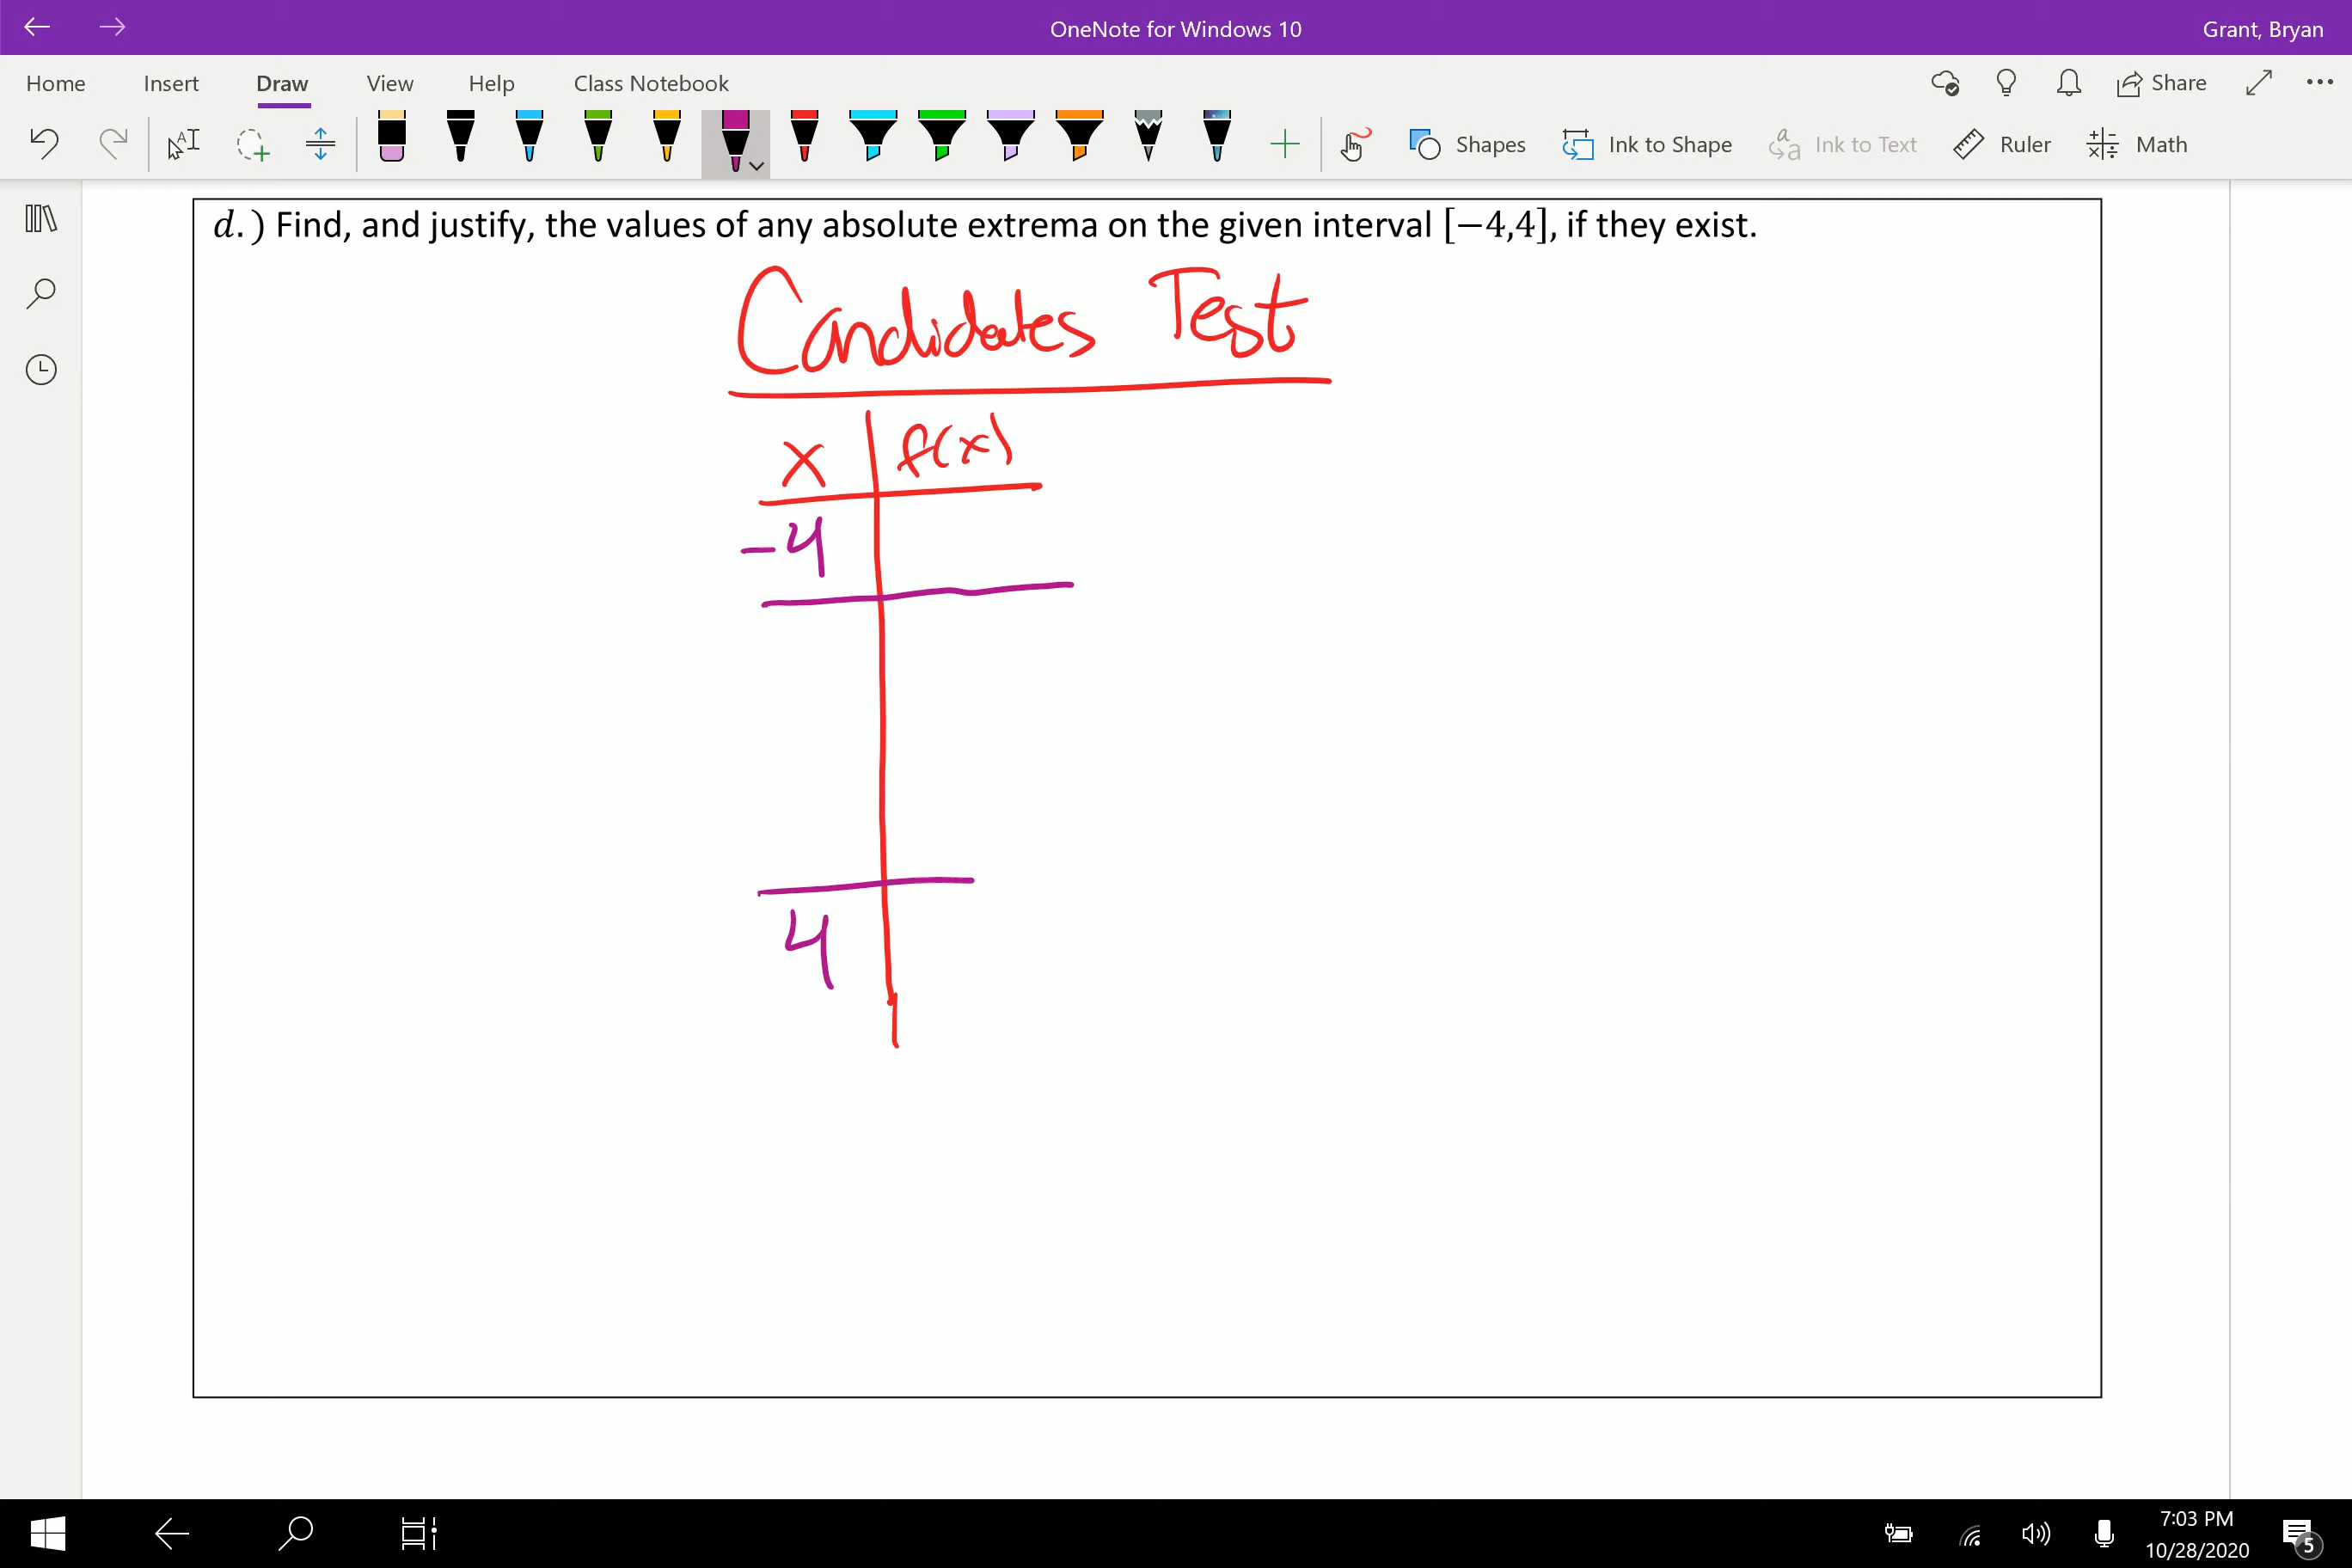 OneNote for Windows 10
Grant, Bryan
Home Insert Draw View Help Class Notebook Share
Shapes Ink to Shape Ink to Text Ruler Math
d.) Find, and justify, the values of any absolute extrema on the given interval [−4,4], if they exist.
Candidates Test
x f(x)
-4
4
7:03 PM
10/28/2020
5